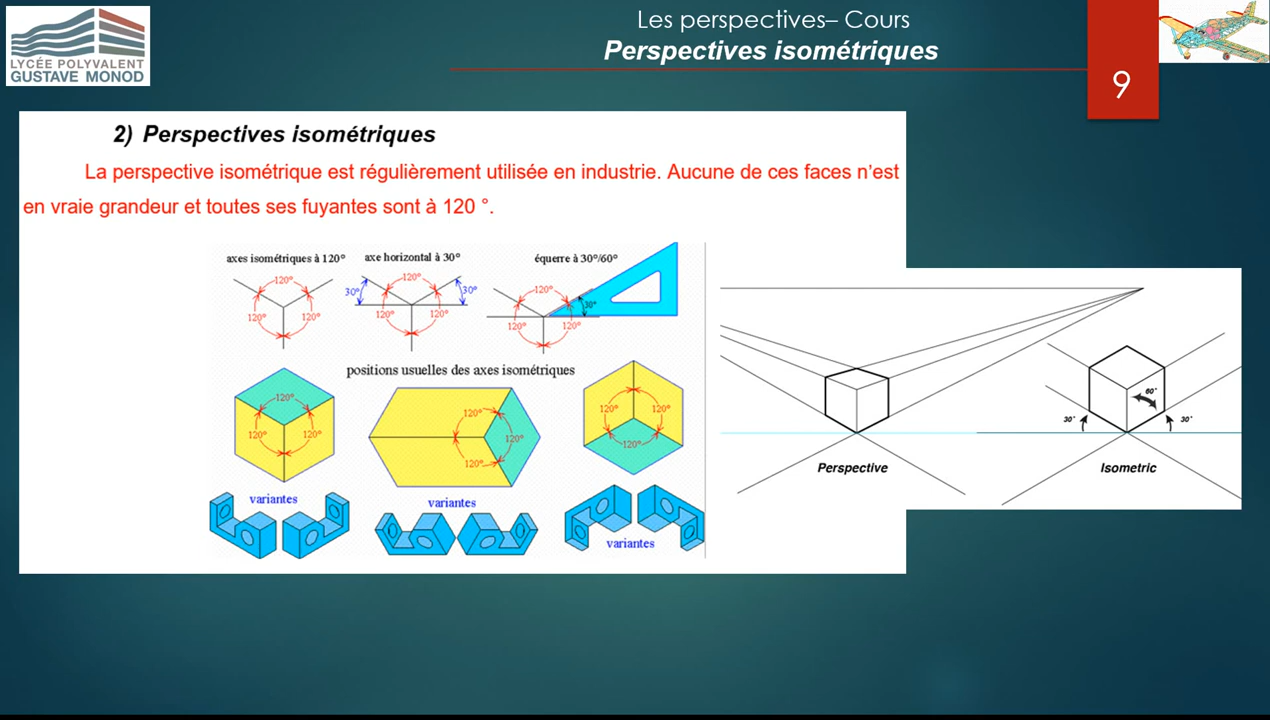 LYCÉE POLYVALENT
GUSTAVE MONOD
Les perspectives– Cours
Perspectives isométriques
9
2) Perspectives isométriques
La perspective isométrique est régulièrement utilisée en industrie. Aucune de ces faces n'est
en vraie grandeur et toutes ses fuyantes sont à 120 °.
axes isométriques à 120°
axe horizontal à 30°
équerre à 30°/60°
120°
120°
120°
120°
30°
30°
120°
120°
120°
30°
120°
120°
positions usuelles des axes isométriques
120°
120°
120°
120°
120°
120°
120°
120°
120°
variantes
variantes
variantes
60°
30°
30°
Perspective
Isometric